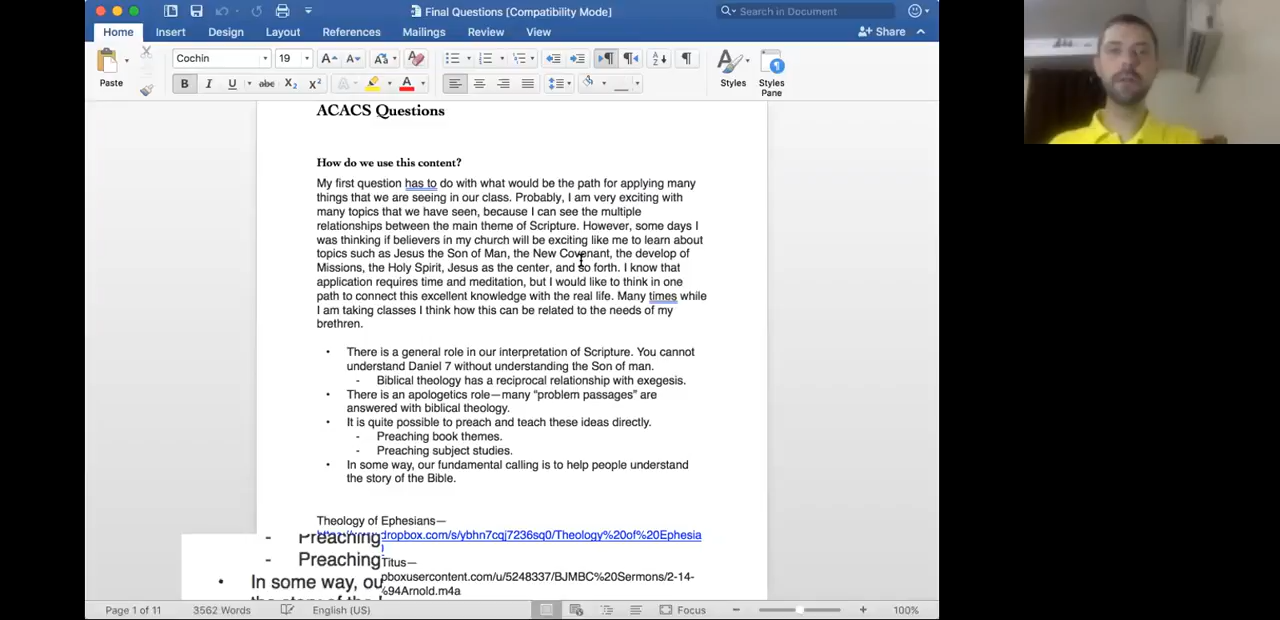 Final Questions [Compatibility Mode]
Search in Document
Home Insert Design Layout References Mailings Review View
Share
Cochin 19
Paste
Styles
Styles Pane
ACACS Questions
How do we use this content?
My first question has to do with what would be the path for applying many
things that we are seeing in our class. Probably, I am very exciting with
many topics that we have seen, because I can see the multiple
relationships between the main theme of Scripture. However, some days I
was thinking if believers in my church will be exciting like me to learn about
topics such as Jesus the Son of Man, the New Covenant, the develop of
Missions, the Holy Spirit, Jesus as the center, and so forth. I know that
application requires time and meditation, but I would like to think in one
path to connect this excellent knowledge with the real life. Many times while
I am taking classes I think how this can be related to the needs of my
brethren.
• There is a general role in our interpretation of Scripture. You cannot
understand Daniel 7 without understanding the Son of man.
- Biblical theology has a reciprocal relationship with exegesis.
• There is an apologetics role—many “problem passages” are
answered with biblical theology.
• It is quite possible to preach and teach these ideas directly.
- Preaching book themes.
- Preaching subject studies.
• In some way, our fundamental calling is to help people understand
the story of the Bible.
Theology of Ephesians—
dropbox.com/s/ybhn7cqj7236sq0/Theology%20of%20Ephesia
- Preaching
Titus—
- Preaching
pboxusercontent.com/u/5248337/BJMBC%20Sermons/2-14-
• In some way, ou
%94Arnold.m4a
Page 1 of 11 3562 Words English (US) Focus 100%